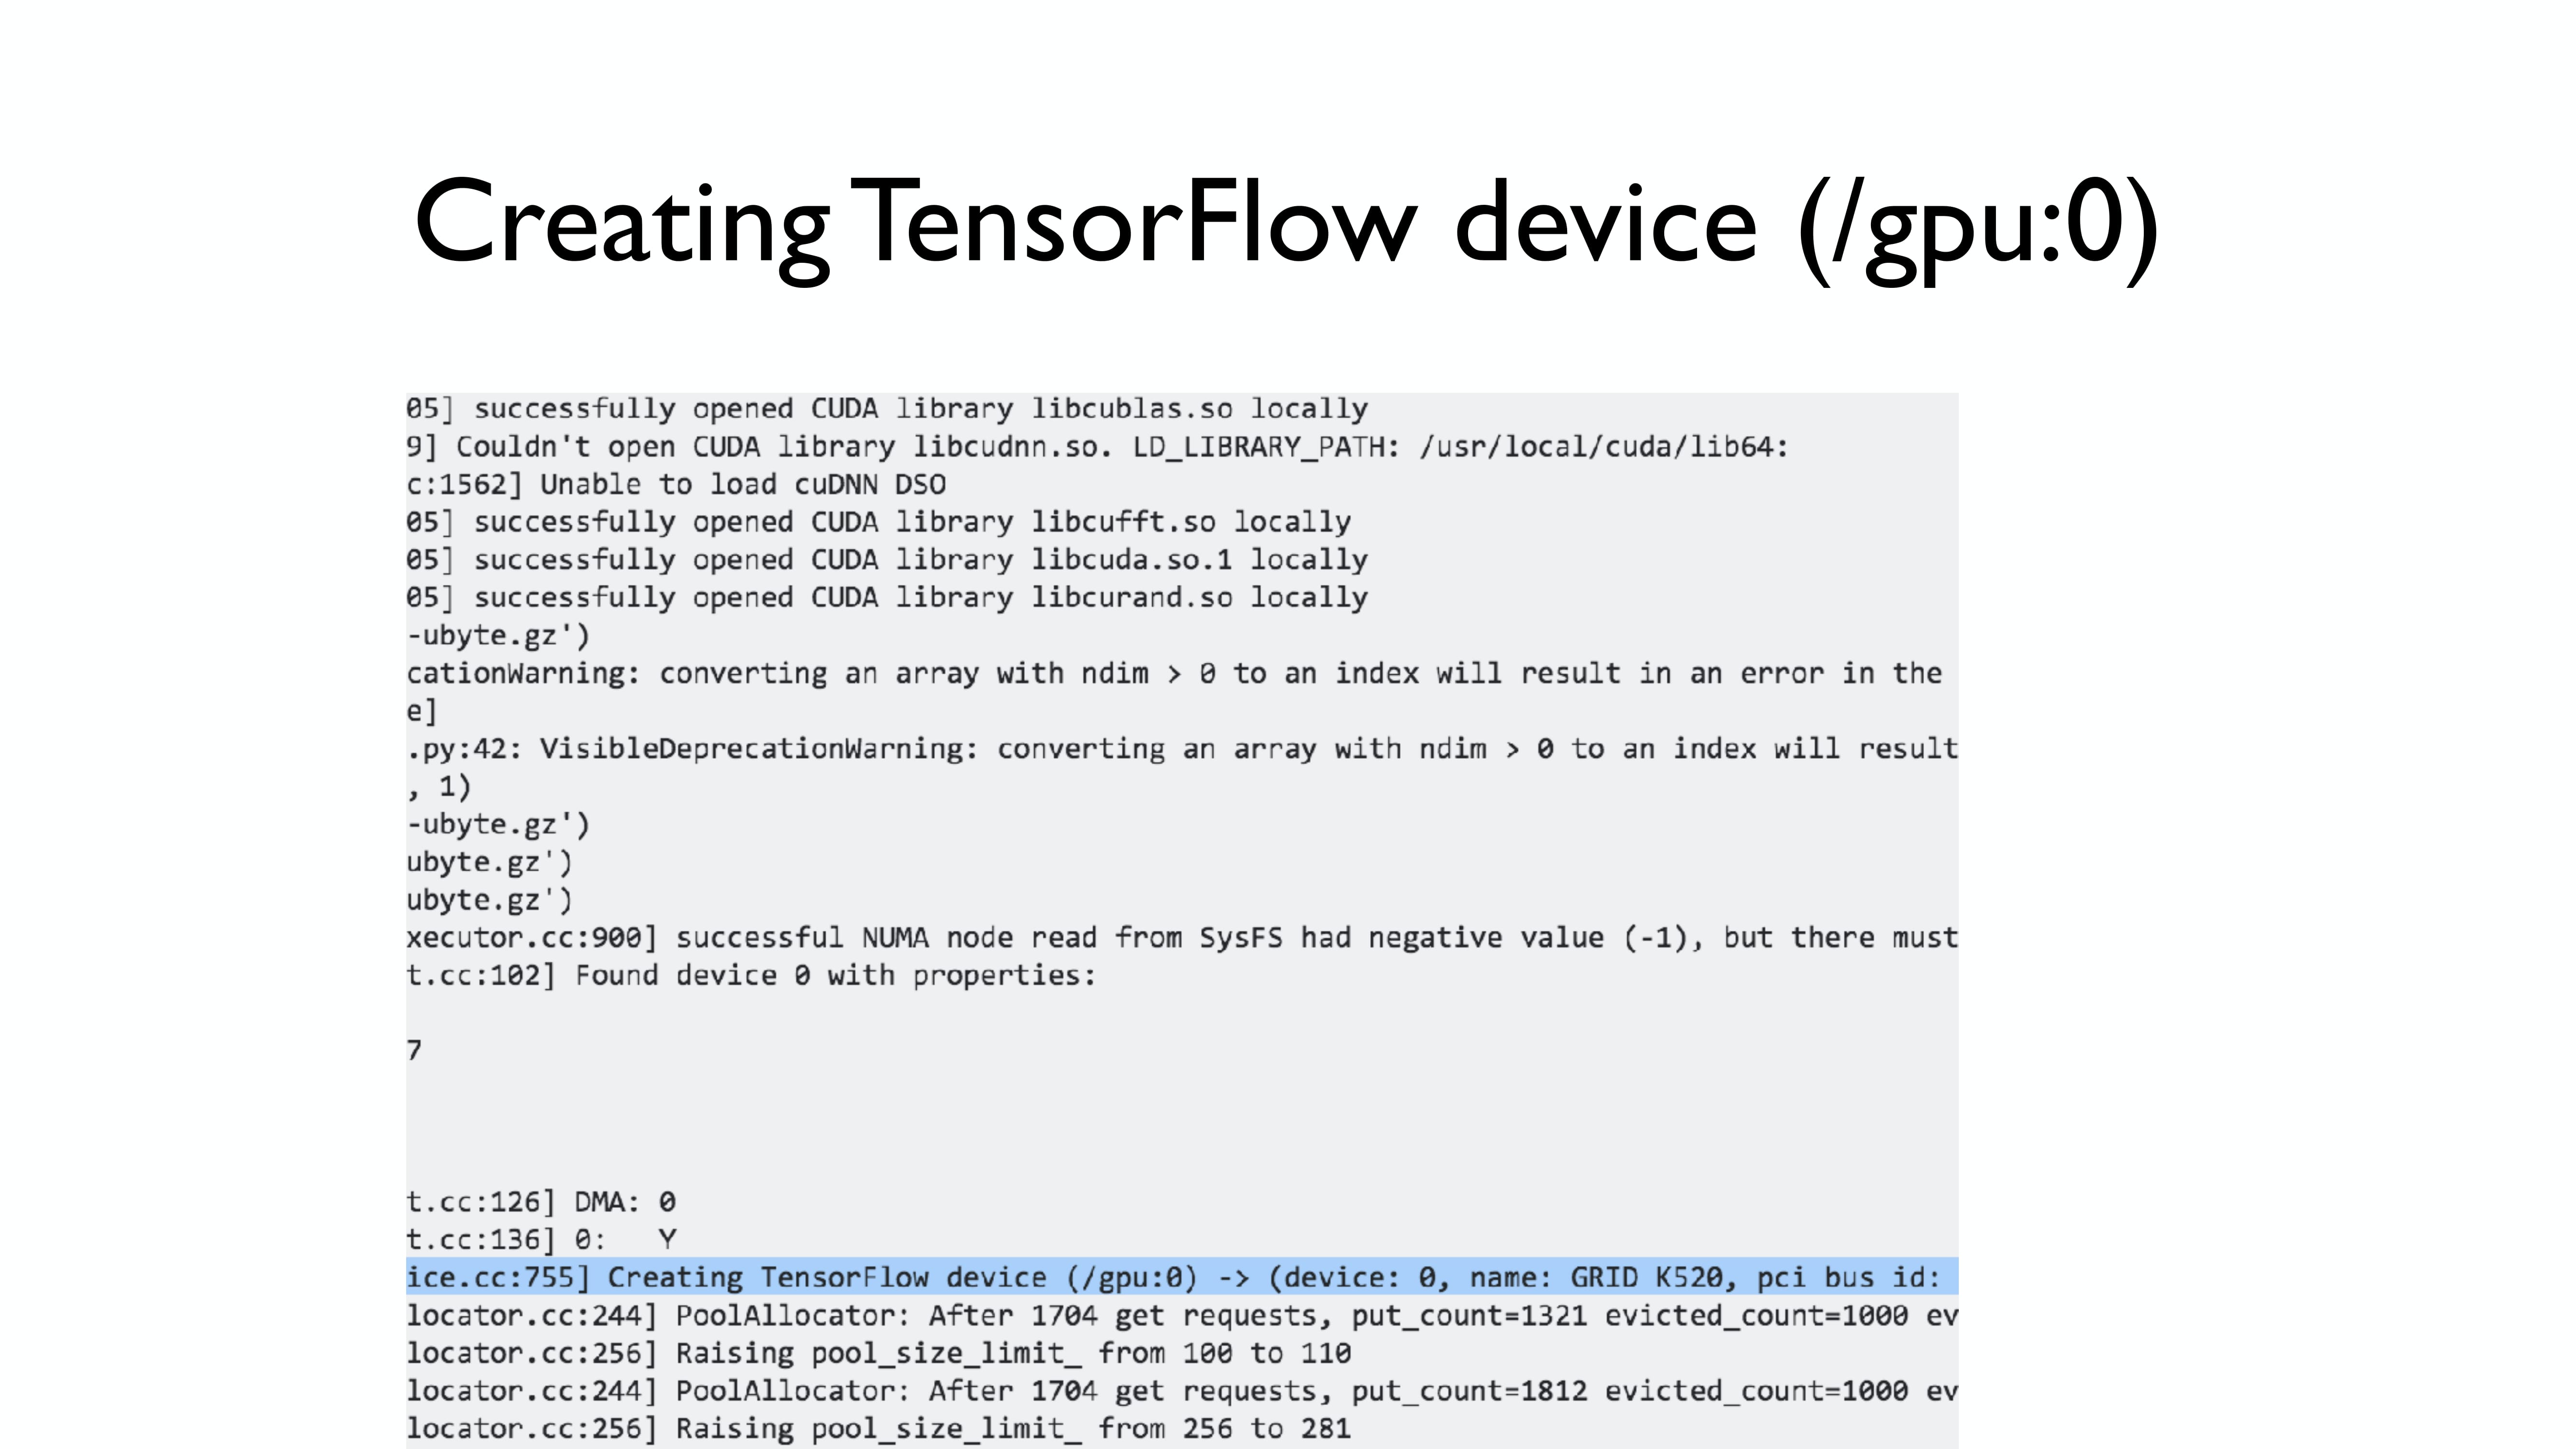 Creating TensorFlow device (/gpu:0)
05] successfully opened CUDA library libcublas.so locally
9] Couldn't open CUDA library libcudnn.so. LD_LIBRARY_PATH: /usr/local/cuda/lib64:
c:1562] Unable to load cuDNN DSO
05] successfully opened CUDA library libcufft.so locally
05] successfully opened CUDA library libcuda.so.1 locally
05] successfully opened CUDA library libcurand.so locally
-ubyte.gz')
cationWarning: converting an array with ndim > 0 to an index will result in an error in the
e]
.py:42: VisibleDeprecationWarning: converting an array with ndim > 0 to an index will result
, 1)
-ubyte.gz')
ubyte.gz')
ubyte.gz')
xecutor.cc:900] successful NUMA node read from SysFS had negative value (-1), but there must
t.cc:102] Found device 0 with properties:
7
t.cc:126] DMA: 0
t.cc:136] 0:   Y
ice.cc:755] Creating TensorFlow device (/gpu:0) -> (device: 0, name: GRID K520, pci bus id:
locator.cc:244] PoolAllocator: After 1704 get requests, put_count=1321 evicted_count=1000 ev
locator.cc:256] Raising pool_size_limit_ from 100 to 110
locator.cc:244] PoolAllocator: After 1704 get requests, put_count=1812 evicted_count=1000 ev
locator.cc:256] Raising pool_size_limit_ from 256 to 281